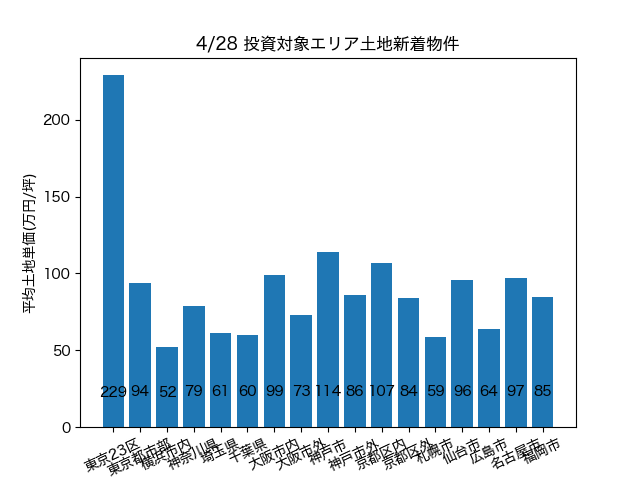 4/28 投資対象エリア土地新着物件
平均土地単価(万円/坪)
200
150
100
50
0
229 94 52 79 61 60 99 73 114 86 107 84 59 96 64 97 85
東京23区 東京都市部 横浜市内 神奈川県 埼玉県 千葉県 大阪市内 大阪市外 神戸市 神戸市外 京都区内 京都区外 札幌市 仙台市 広島市 名古屋市 福岡市